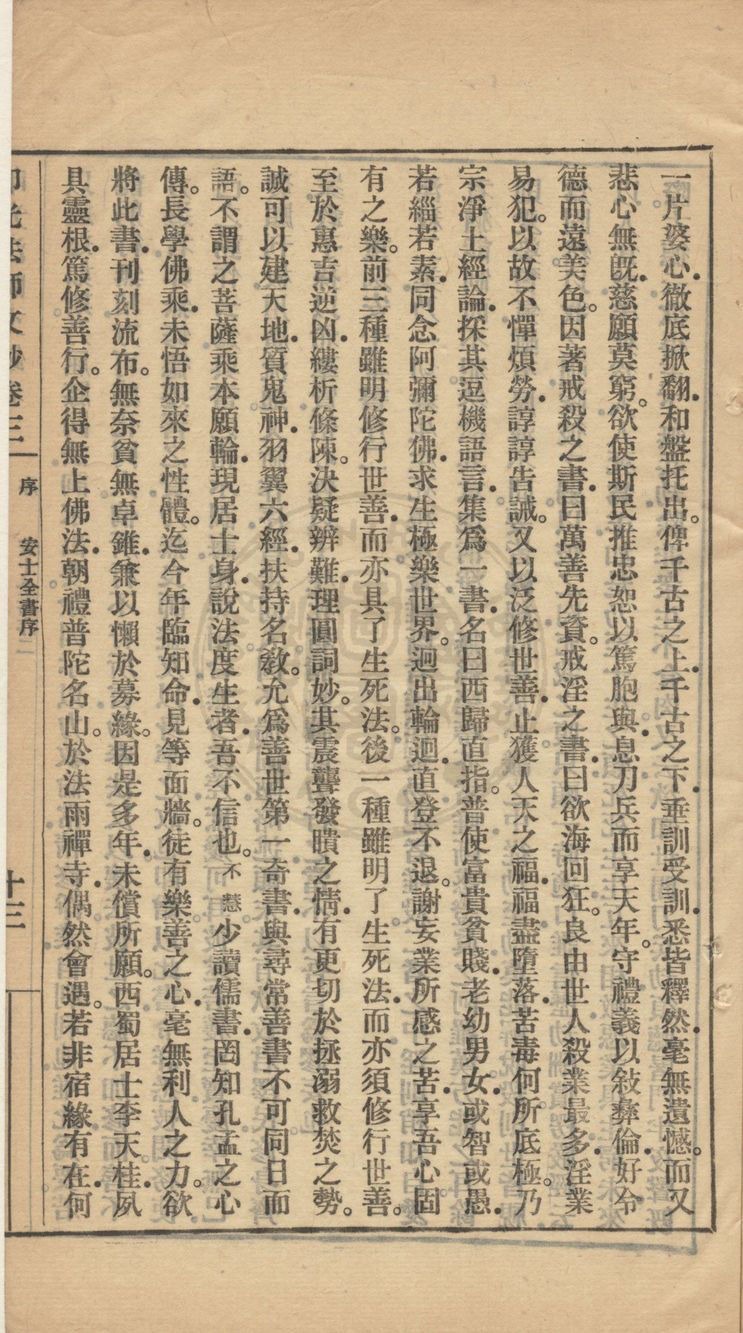 一片婆心。徹底掀翻。和盤托出。俾千古之上。千古之下。垂訓受訓。悉皆釋然。毫無遺憾。而又
悲心無旣。慈願莫窮。欲使斯民推忠恕以篤胞與。息刀兵而享天年。守禮義以敍彝倫。好令
德而遠美色。因著戒殺之書。曰萬善先資。戒淫之書。曰欲海回狂。良由世人殺業最多。淫業
易犯。以故不憚煩勞。諄諄告誡。又以泛修世善。止獲人天之福。福盡墮落。苦毒何所底極。乃
宗淨土經論。採其逗機語言。集爲一書。名曰西歸直指。普使富貴貧賤。老幼男女。或智或愚。
若緇若素。同念阿彌陀佛。求生極樂世界。迥出輪迴。直登不退。謝妄業所感之苦。享吾心固
有之樂。前三種雖明修行世善。而亦具了生死法。後一種雖明了生死法。而亦須修行世善。
至於惠吉逆凶。縷析條陳。決疑辨難。理圓詞妙。其震聾發聵之情。有更切於拯溺救焚之勢。
誠可以建天地。質鬼神。羽翼六經。扶持名敎。允爲善世第一奇書。與尋常善書不可同日而
語。不謂之菩薩乘本願輪。現居士身。說法度生者。吾不信也。不慧少讀儒書。罔知孔孟之心
傳。長學佛乘。未悟如來之性體。迄今年臨知命。見等面牆。徒有樂善之心。毫無利人之力。欲
將此書。刊刻流布。無奈貧無卓錐。兼以懶於募緣。因是多年。未償所願。西蜀居士李天桂。夙
具靈根。篤修善行。企得無上佛法。朝禮普陀名山。於法雨禪寺。偶然會遇。若非宿緣有在。何
印光法師文鈔卷三 序 安士全書序二 十三